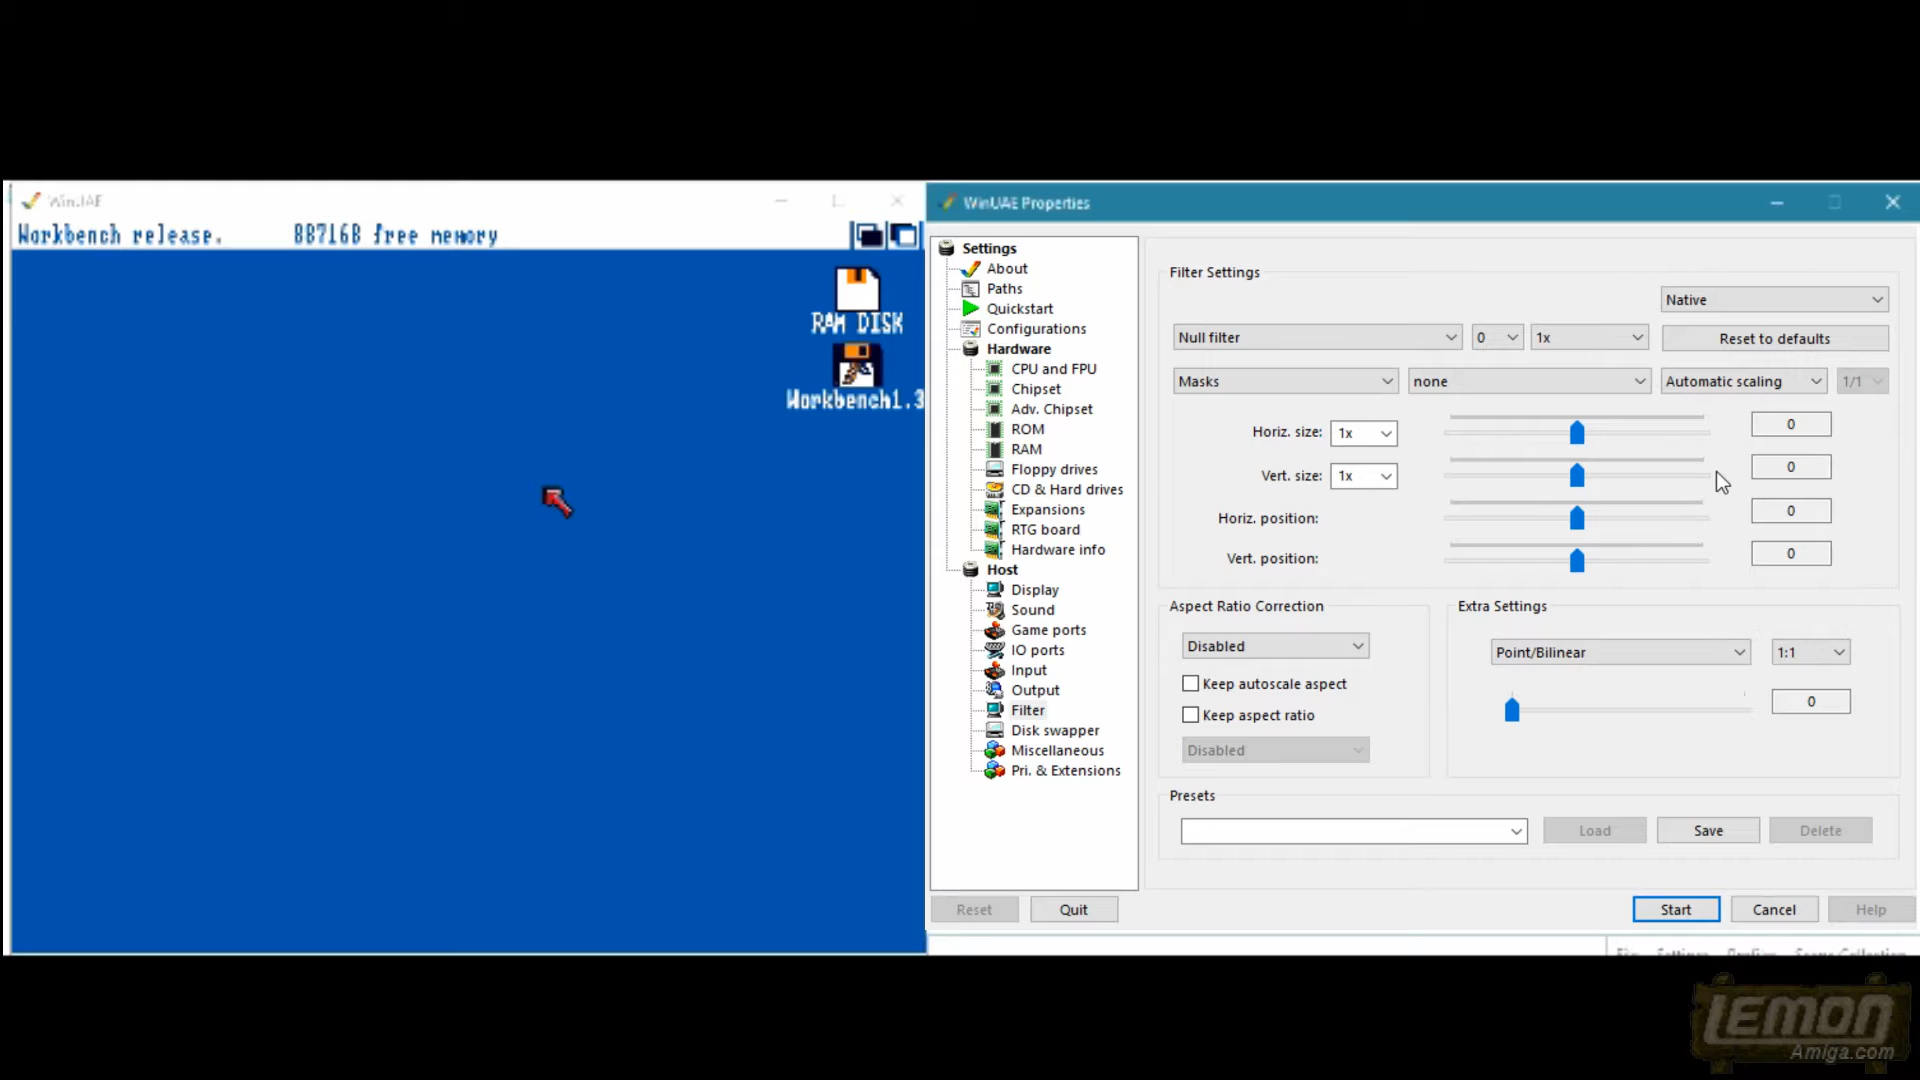 WinUAE
Workbench release.    887168 free memory
RAM DISK
Workbench1.3
WinUAE Properties
Settings
About
Paths
Quickstart
Configurations
Hardware
CPU and FPU
Chipset
Adv. Chipset
ROM
RAM
Floppy drives
CD & Hard drives
Expansions
RTG board
Hardware info
Host
Display
Sound
Game ports
IO ports
Input
Output
Filter
Disk swapper
Miscellaneous
Pri. & Extensions
Reset
Quit
Filter Settings
Native
Null filter 0 1x Reset to defaults
Masks none Automatic scaling 1/1
Horiz. size: 1x 0
Vert. size: 1x 0
Horiz. position: 0
Vert. position: 0
Aspect Ratio Correction
Disabled
Keep autoscale aspect
Keep aspect ratio
Disabled
Extra Settings
Point/Bilinear 1:1
0
Presets
Load Save Delete
Start Cancel Help
LEMON
Amiga.com